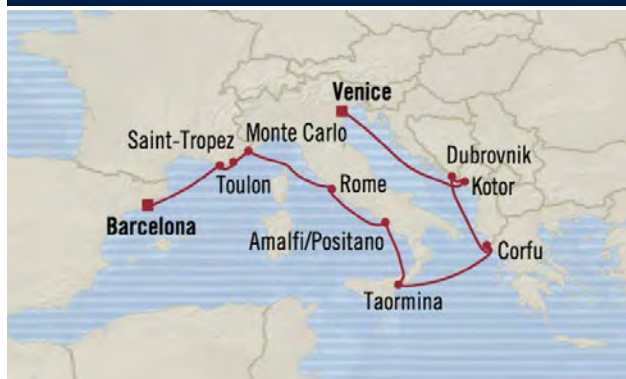 Venice
Saint-Tropez
Monte Carlo
Dubrovnik
Toulon
Rome
Kotor
Barcelona
Amalfi/Positano
Corfu
Taormina